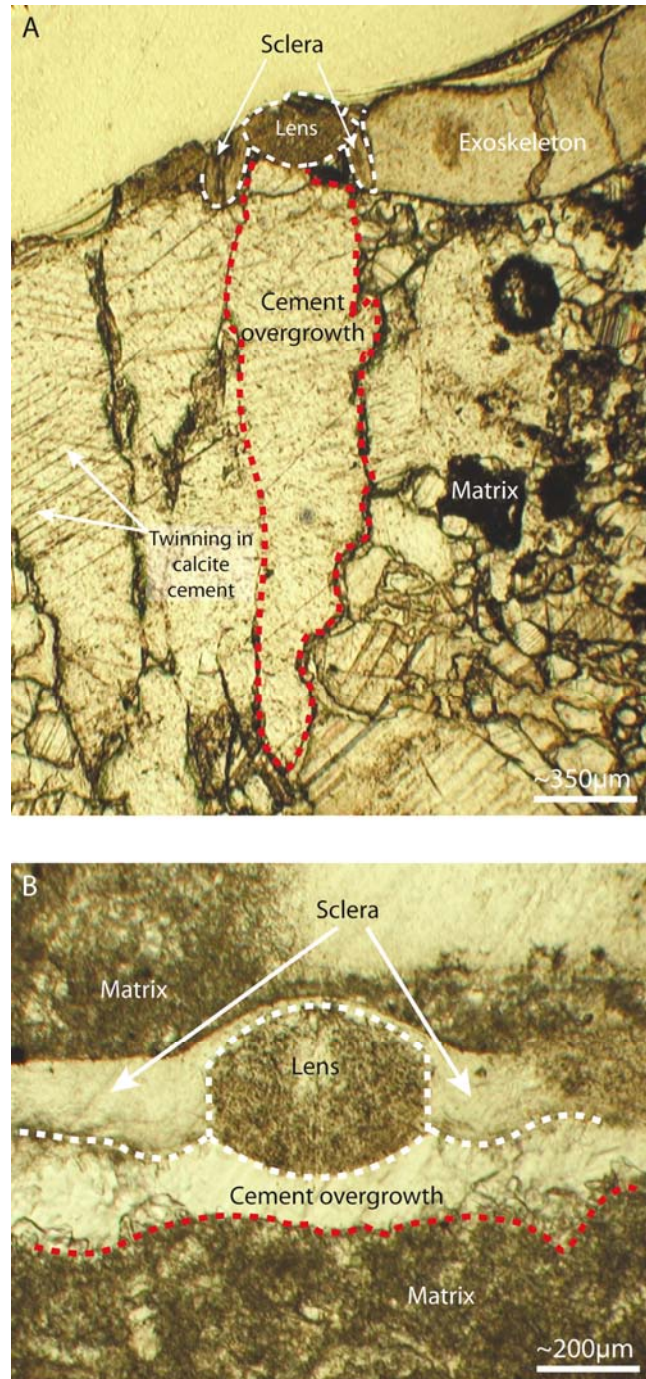 A
Sclera
Lens
Exoskeleton
Cement
overgrowth
Matrix
Twinning in
calcite
cement
~350μm
B
Sclera
Matrix
Lens
Cement overgrowth
Matrix
~200μm